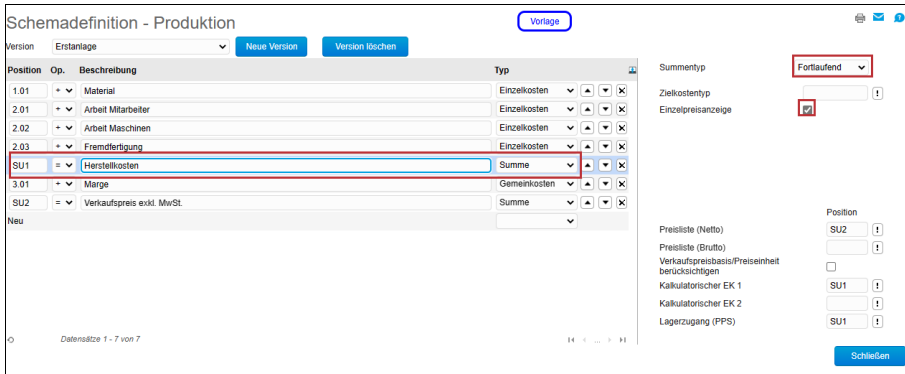 Schemadefinition - Produktion
Vorlage
Version Erstanlage Neue Version Version löschen
Position Op. Beschreibung Typ
1.01 + Material Einzelkosten
2.01 + Arbeit Mitarbeiter Einzelkosten
2.02 + Arbeit Maschinen Einzelkosten
2.03 + Fremdfertigung Einzelkosten
SU1 = Herstellkosten Summe
3.01 + Marge Gemeinkosten
SU2 = Verkaufspreis exkl. MwSt. Summe
Neu
Datensätze 1 - 7 von 7
...
Summentyp Fortlaufend
Zielkostentyp !
Einzelpreisanzeige
Position
Preisliste (Netto) SU2 !
Preisliste (Brutto) !
Verkaufspreisbasis/Preiseinheit
berücksichtigen
Kalkulatorischer EK 1 SU1 !
Kalkulatorischer EK 2 !
Lagerzugang (PPS) SU1 !
Schließen